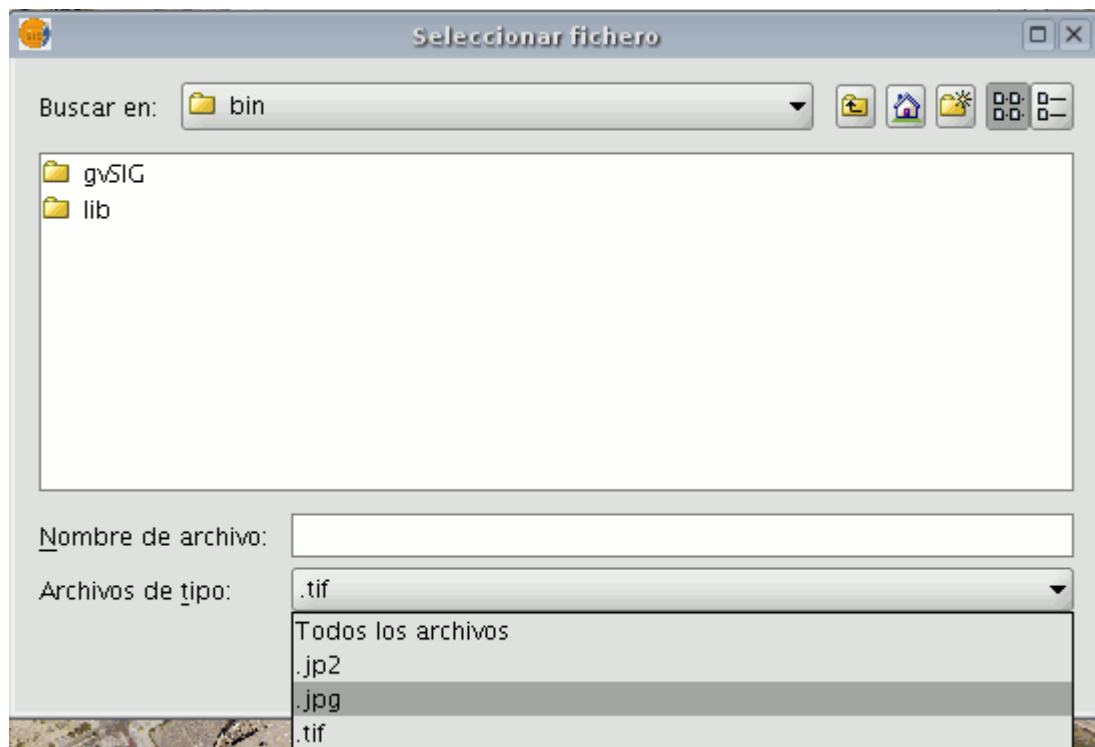 Seleccionar fichero
Buscar en: bin
gvSIG
lib
Nombre de archivo:
Archivos de tipo: .tif
Todos los archivos
.jp2
.jpg
.tif